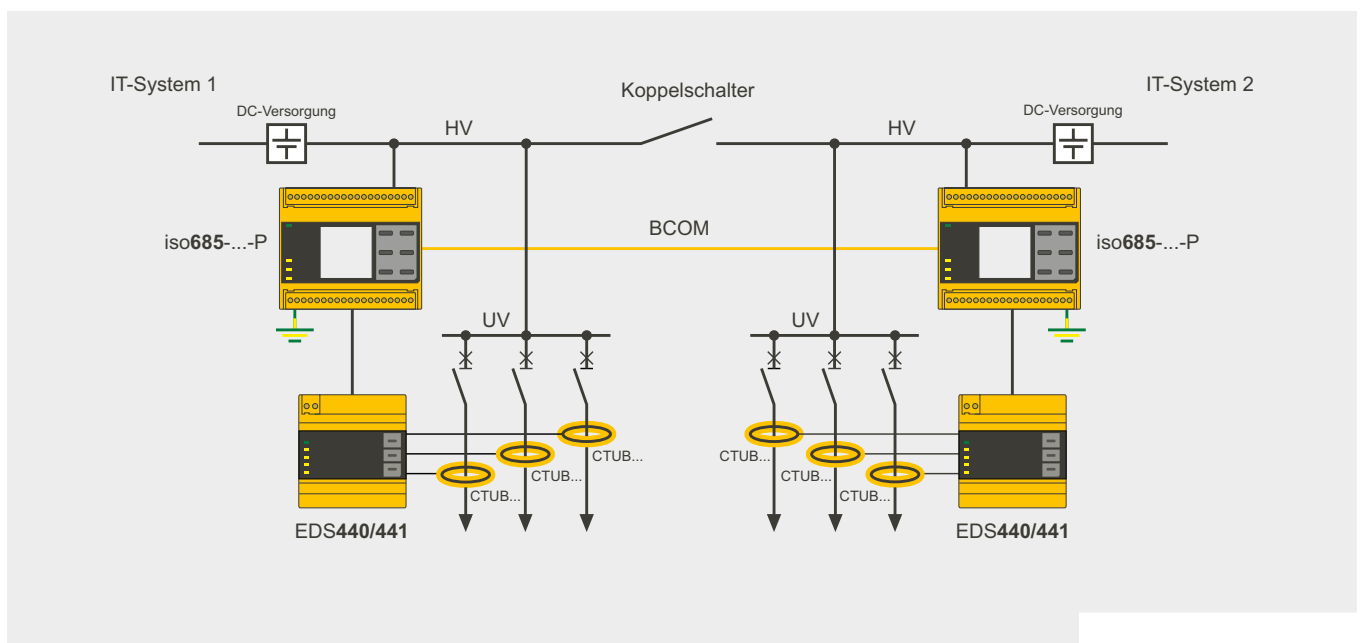 IT-System 1
IT-System 2
Koppelschalter
DC-Versorgung
DC-Versorgung
HV
HV
BCOM
iso685-...-P
iso685-...-P
UV
UV
CTUB...
CTUB...
CTUB...
CTUB...
CTUB...
CTUB...
EDS440/441
EDS440/441